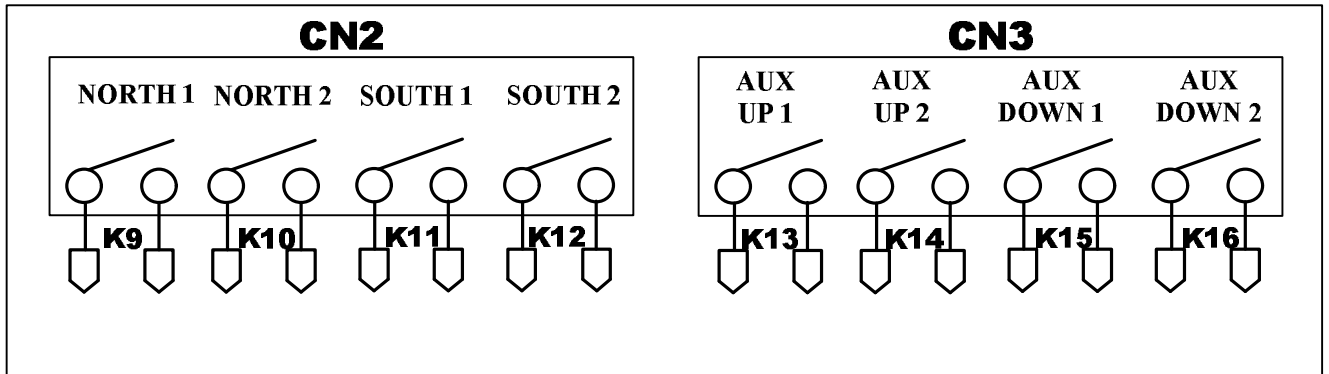 CN2
NORTH 1 NORTH 2 SOUTH 1 SOUTH 2
K9 K10 K11 K12
CN3
AUX AUX AUX AUX
UP 1 UP 2 DOWN 1 DOWN 2
K13 K14 K15 K16